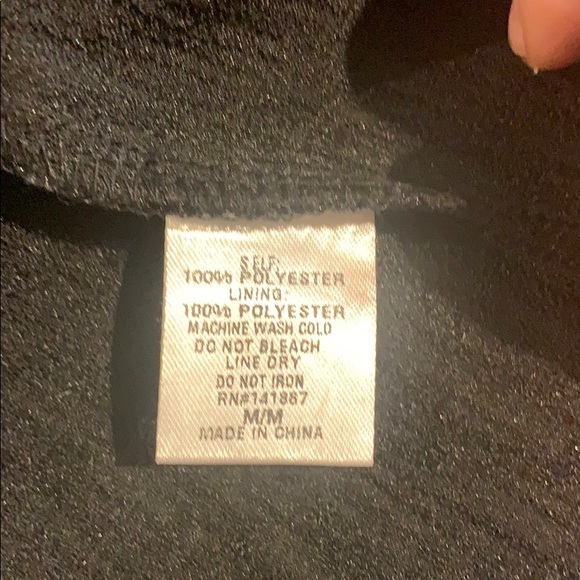 SELF:
100% POLYESTER
LINING:
100% POLYESTER
MACHINE WASH COLD
DO NOT BLEACH
LINE DRY
DO NOT IRON
RN#141867
M/M
MADE IN CHINA